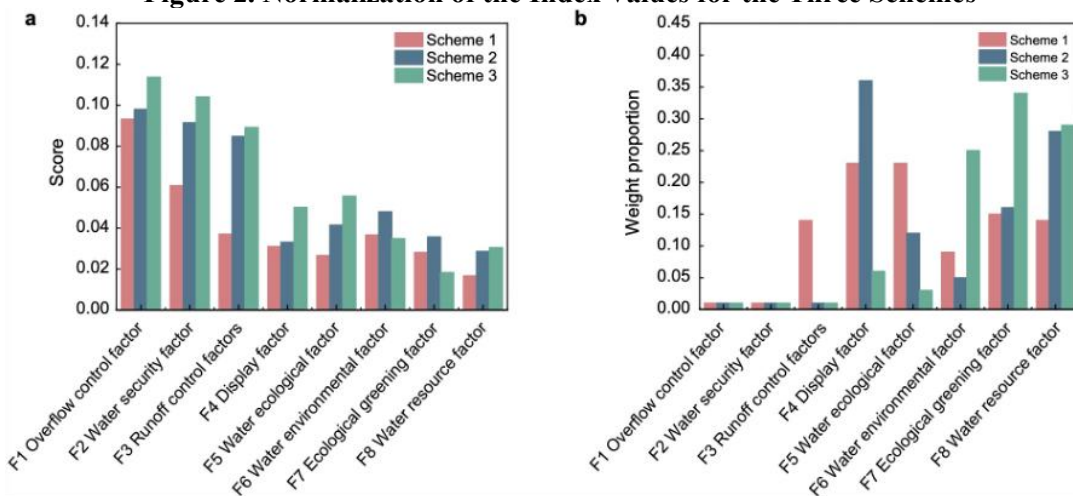 Figure 2. Normalization of the Index Values for the Three Schemes
a
0.14
0.12
0.10
0.08
0.06
0.04
0.02
0.00
Score
Scheme 1
Scheme 2
Scheme 3
F1 Overflow control factor
F2 Water security factor
F3 Runoff control factors
F4 Display factor
F5 Water ecological factor
F6 Water environmental factor
F7 Ecological greening factor
F8 Water resource factor
b
0.45
0.40
0.35
0.30
0.25
0.20
0.15
0.10
0.05
0.00
Weight proportion
Scheme 1
Scheme 2
Scheme 3
F1 Overflow control factor
F2 Water security factor
F3 Runoff control factors
F4 Display factor
F5 Water ecological factor
F6 Water environmental factor
F7 Ecological greening factor
F8 Water resource factor